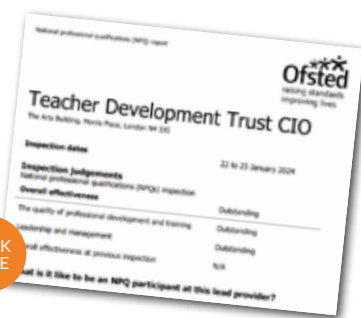 National professional qualifications (NPQ) report
Ofsted
raising standards
improving lives
Teacher Development Trust CIO
The Arts Building, Morris Place, London N4 3JG
Inspection dates
22 to 25 January 2024
Inspection judgements
National professional qualifications (NPQs) inspection
Overall effectiveness
Outstanding
The quality of professional development and training
Outstanding
Leadership and management
Outstanding
Overall effectiveness at previous inspection
N/A
What is it like to be an NPQ participant at this lead provider?
K
E